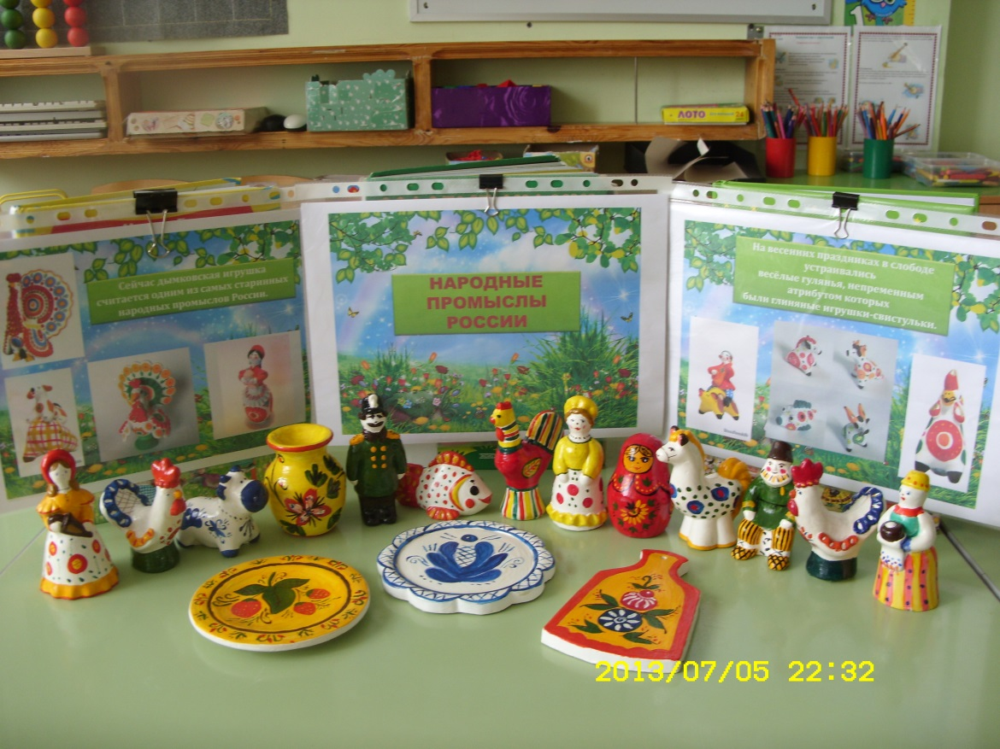 ЛОТО
Сейчас дымковская игрушка
считается одним из самых старинных
народных промыслов России.
НАРОДНЫЕ
ПРОМЫСЛЫ
РОССИИ
На весенних праздниках в слободе
устраивались
весёлые гулянья, непременным
атрибутом которых
были глиняные игрушки-свистульки.
2013/07/05 22:32